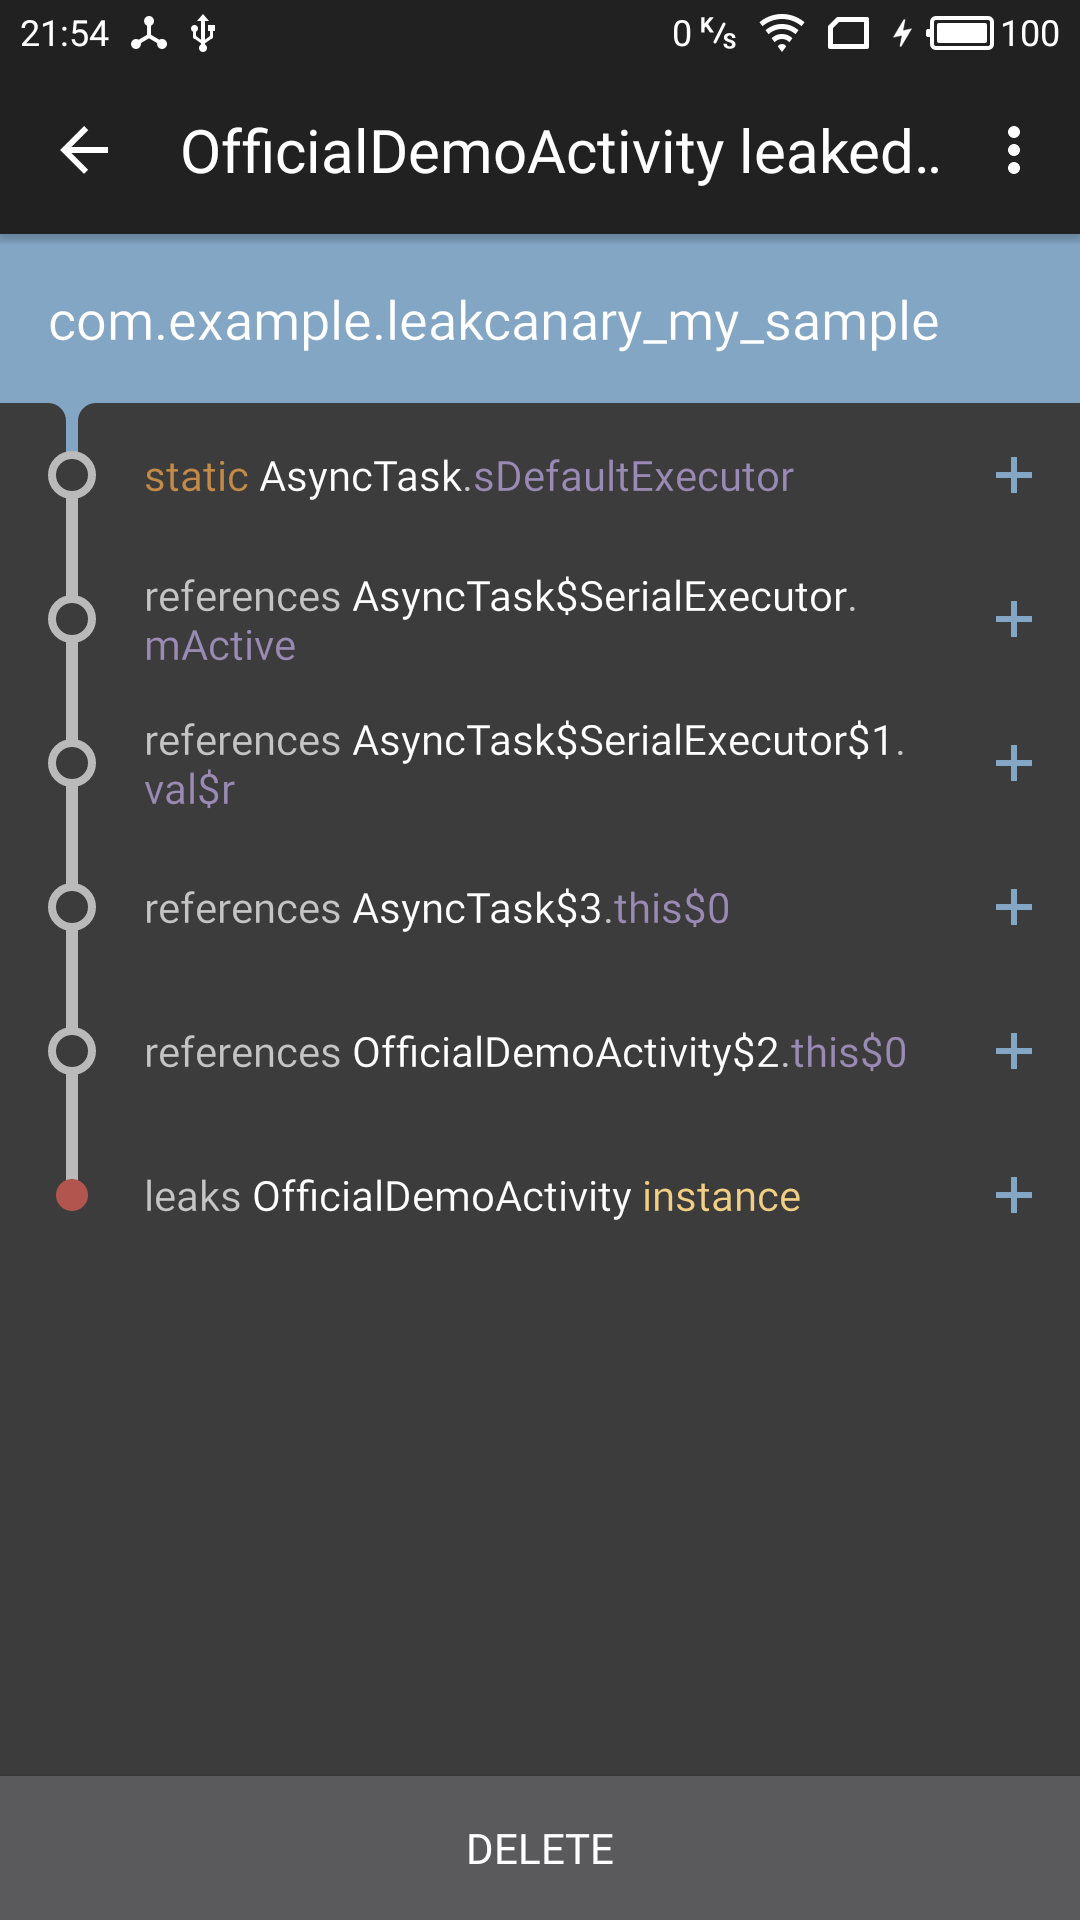 21:54 0 K/s 100
OfficialDemoActivity leaked..
com.example.leakcanary_my_sample
static AsyncTask.sDefaultExecutor
references AsyncTask$SerialExecutor.
mActive
references AsyncTask$SerialExecutor$1.
val$r
references AsyncTask$3.this$0
references OfficialDemoActivity$2.this$0
leaks OfficialDemoActivity instance
DELETE